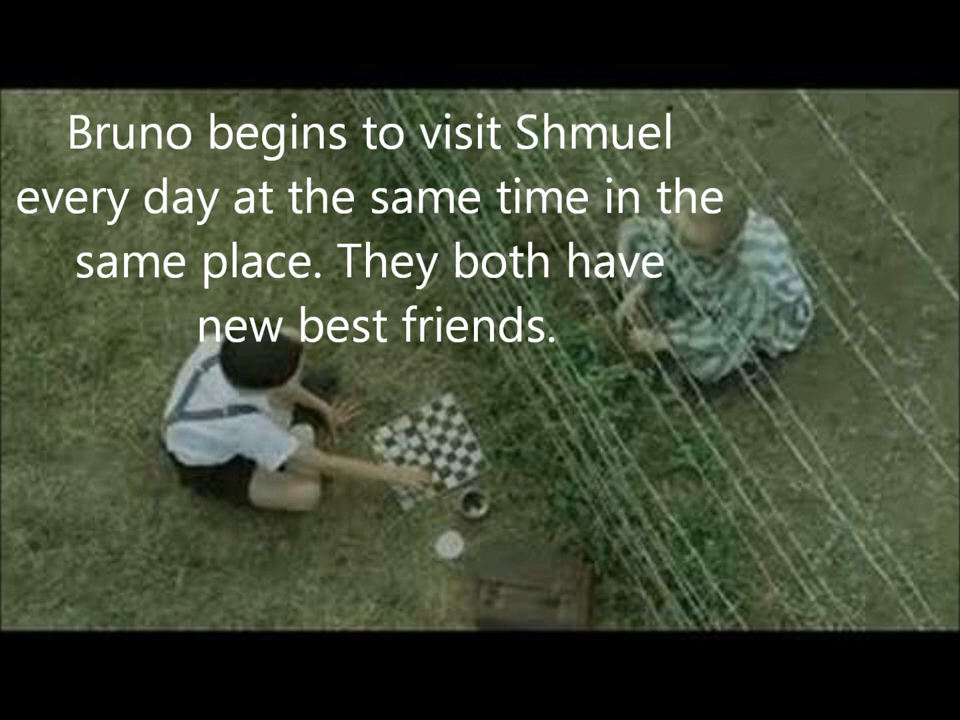 Bruno begins to visit Shmuel
every day at the same time in the
same place. They both have
new best friends.